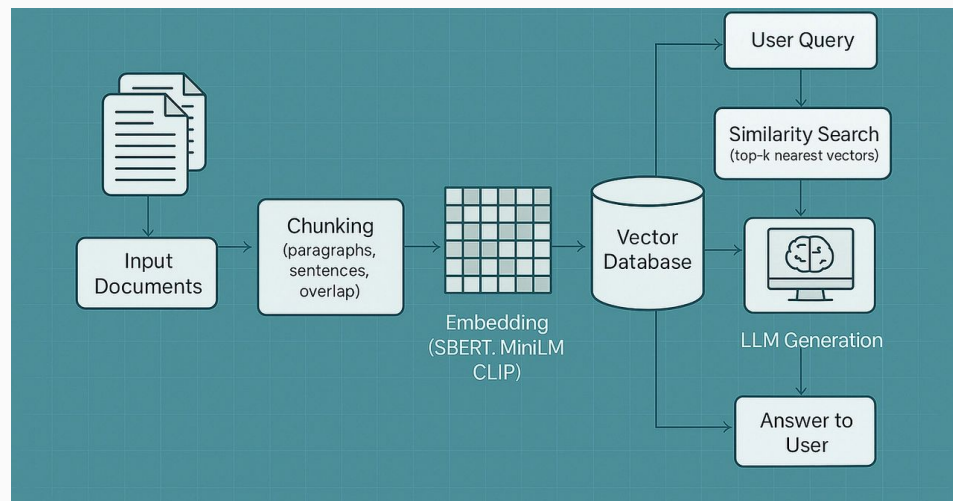 Input
Documents
Chunking
(paragraphs,
sentences,
overlap)
Embedding
(SBERT. MiniLM
CLIP)
Vector
Database
User Query
Similarity Search
(top-k nearest vectors)
LLM Generation
Answer to
User